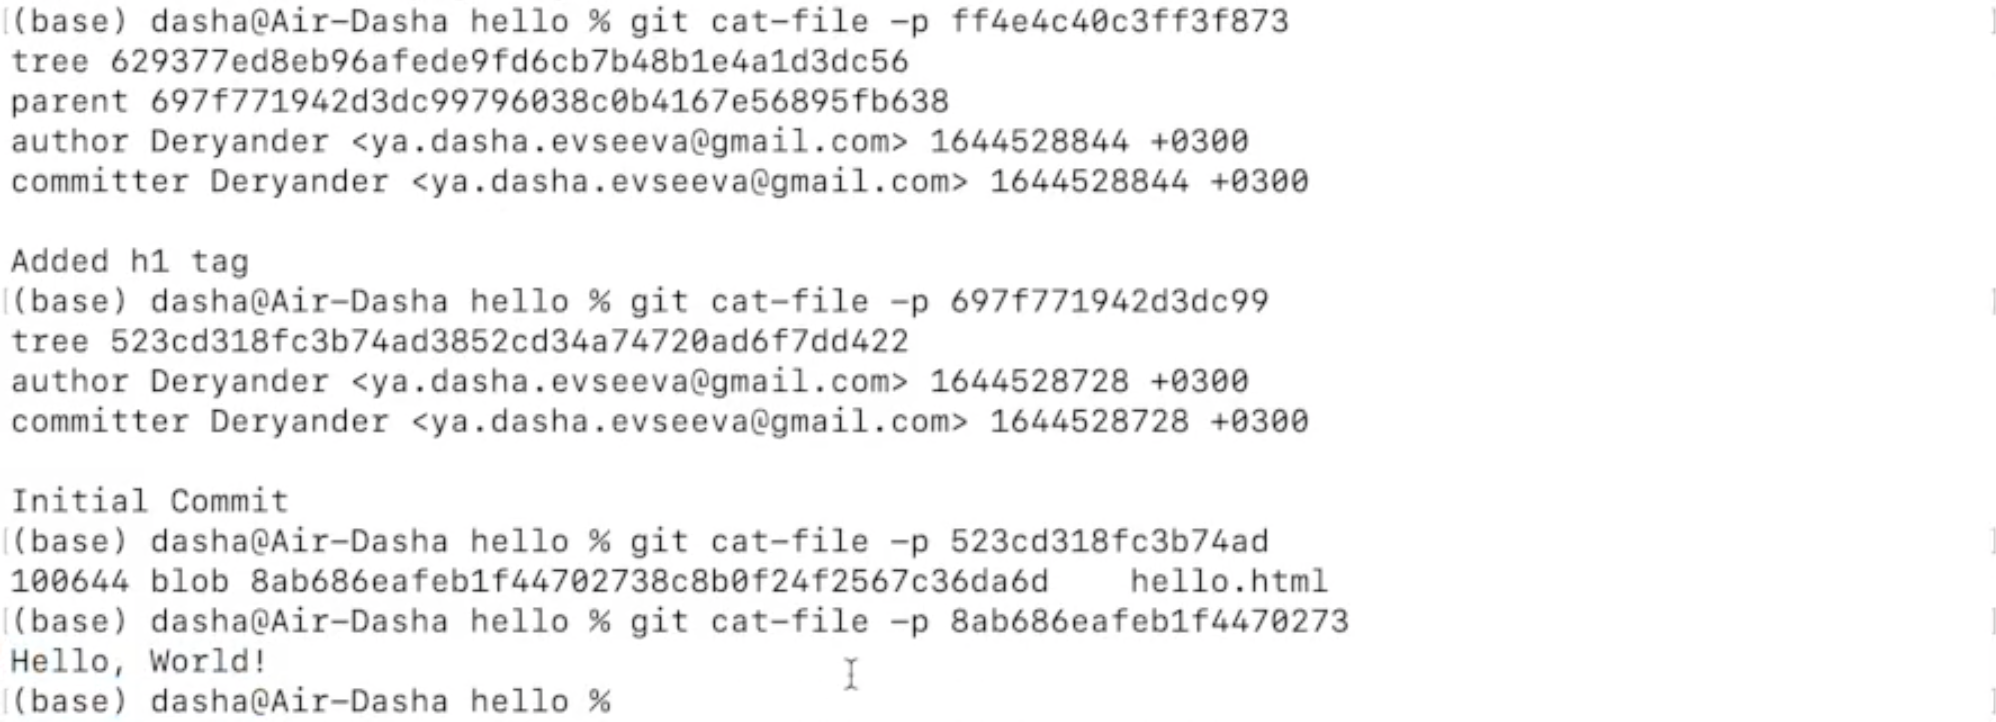 (base) dasha@Air-Dasha hello % git cat-file -p ff4e4c40c3ff3f873
tree 629377ed8eb96afede9fd6cb7b48b1e4a1d3dc56
parent 697f771942d3dc99796038c0b4167e56895fb638
author Deryander <ya.dasha.evseeva@gmail.com> 1644528844 +0300
committer Deryander <ya.dasha.evseeva@gmail.com> 1644528844 +0300
Added h1 tag
(base) dasha@Air-Dasha hello % git cat-file -p 697f771942d3dc99
tree 523cd318fc3b74ad3852cd34a74720ad6f7dd422
author Deryander <ya.dasha.evseeva@gmail.com> 1644528728 +0300
committer Deryander <ya.dasha.evseeva@gmail.com> 1644528728 +0300
Initial Commit
(base) dasha@Air-Dasha hello % git cat-file -p 523cd318fc3b74ad
100644 blob 8ab686eafeb1f44702738c8b0f24f2567c36da6d    hello.html
(base) dasha@Air-Dasha hello % git cat-file -p 8ab686eafeb1f4470273
Hello, World!
(base) dasha@Air-Dasha hello %